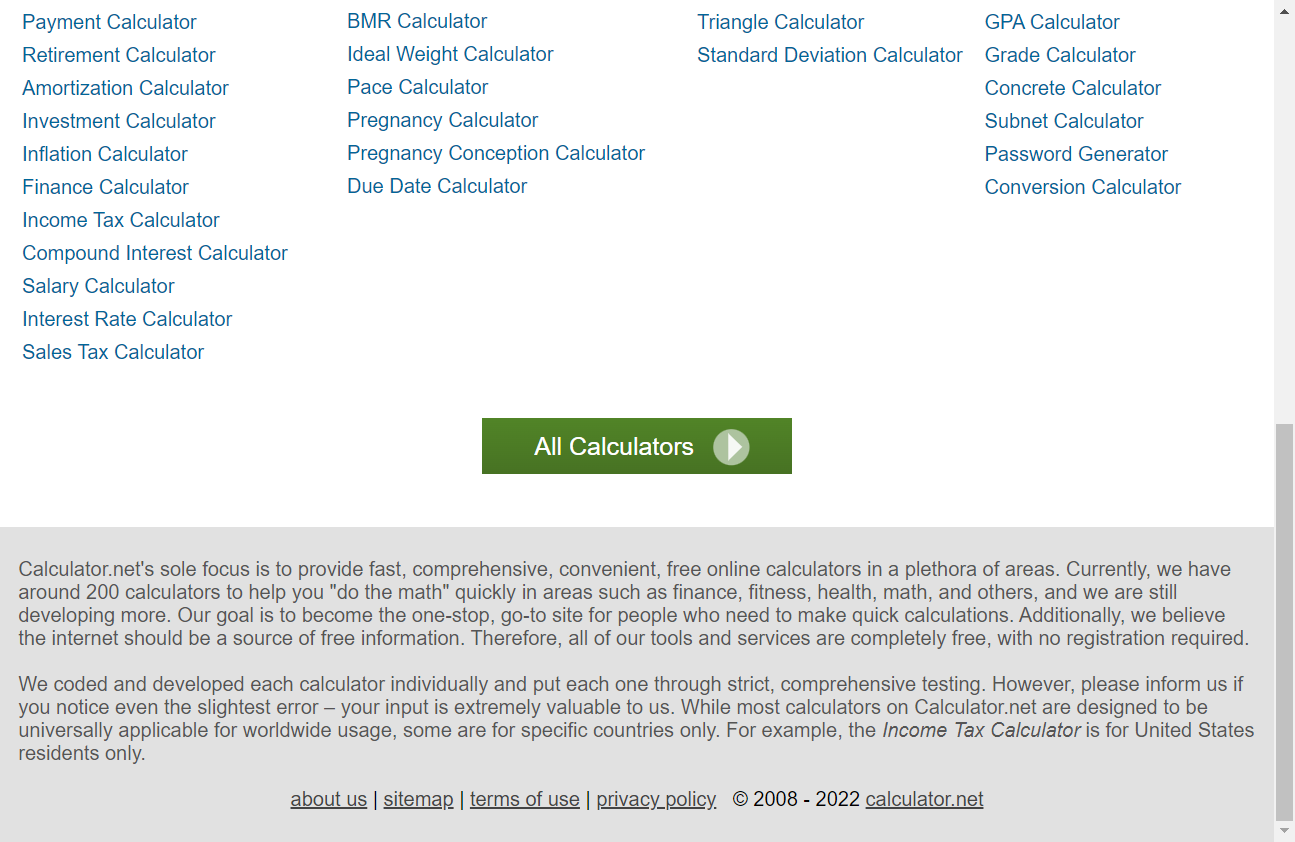 Payment Calculator
Retirement Calculator
Amortization Calculator
Investment Calculator
Inflation Calculator
Finance Calculator
Income Tax Calculator
Compound Interest Calculator
Salary Calculator
Interest Rate Calculator
Sales Tax Calculator
BMR Calculator
Ideal Weight Calculator
Pace Calculator
Pregnancy Calculator
Pregnancy Conception Calculator
Due Date Calculator
Triangle Calculator
Standard Deviation Calculator
GPA Calculator
Grade Calculator
Concrete Calculator
Subnet Calculator
Password Generator
Conversion Calculator
All Calculators
Calculator.net's sole focus is to provide fast, comprehensive, convenient, free online calculators in a plethora of areas. Currently, we have
around 200 calculators to help you "do the math" quickly in areas such as finance, fitness, health, math, and others, and we are still
developing more. Our goal is to become the one-stop, go-to site for people who need to make quick calculations. Additionally, we believe
the internet should be a source of free information. Therefore, all of our tools and services are completely free, with no registration required.
We coded and developed each calculator individually and put each one through strict, comprehensive testing. However, please inform us if
you notice even the slightest error – your input is extremely valuable to us. While most calculators on Calculator.net are designed to be
universally applicable for worldwide usage, some are for specific countries only. For example, the Income Tax Calculator is for United States
residents only.
about us | sitemap | terms of use | privacy policy © 2008 - 2022 calculator.net